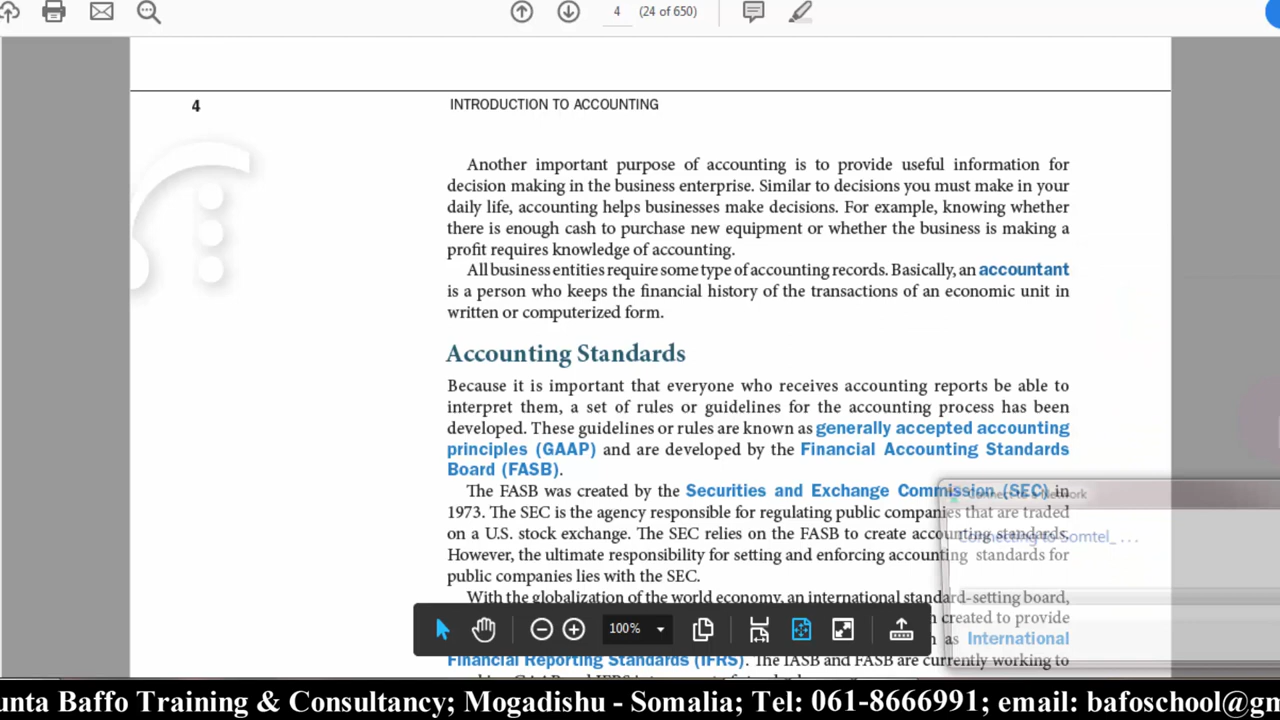 4 (24 of 650)
4
INTRODUCTION TO ACCOUNTING
Another important purpose of accounting is to provide useful information for
decision making in the business enterprise. Similar to decisions you must make in your
daily life, accounting helps businesses make decisions. For example, knowing whether
there is enough cash to purchase new equipment or whether the business is making a
profit requires knowledge of accounting.
All business entities require some type of accounting records. Basically, an accountant
is a person who keeps the financial history of the transactions of an economic unit in
written or computerized form.
Accounting Standards
Because it is important that everyone who receives accounting reports be able to
interpret them, a set of rules or guidelines for the accounting process has been
developed. These guidelines or rules are known as generally accepted accounting
principles (GAAP) and are developed by the Financial Accounting Standards
Board (FASB).
The FASB was created by the Securities and Exchange Commission (SEC) in
1973. The SEC is the agency responsible for regulating public companies that are traded
on a U.S. stock exchange. The SEC relies on the FASB to create accounting standards.
However, the ultimate responsibility for setting and enforcing accounting standards for
public companies lies with the SEC.
With the globalization of the world economy, an international standard-setting board,
created to provide
as International
Financial Reporting Standards (IFRS). The IASB and FASB are currently working to
Connect to a Network
Connecting to Somtel_ ...
100%
unta Baffo Training & Consultancy; Mogadishu - Somalia; Tel: 061-8666991; email: bafoschool@gm